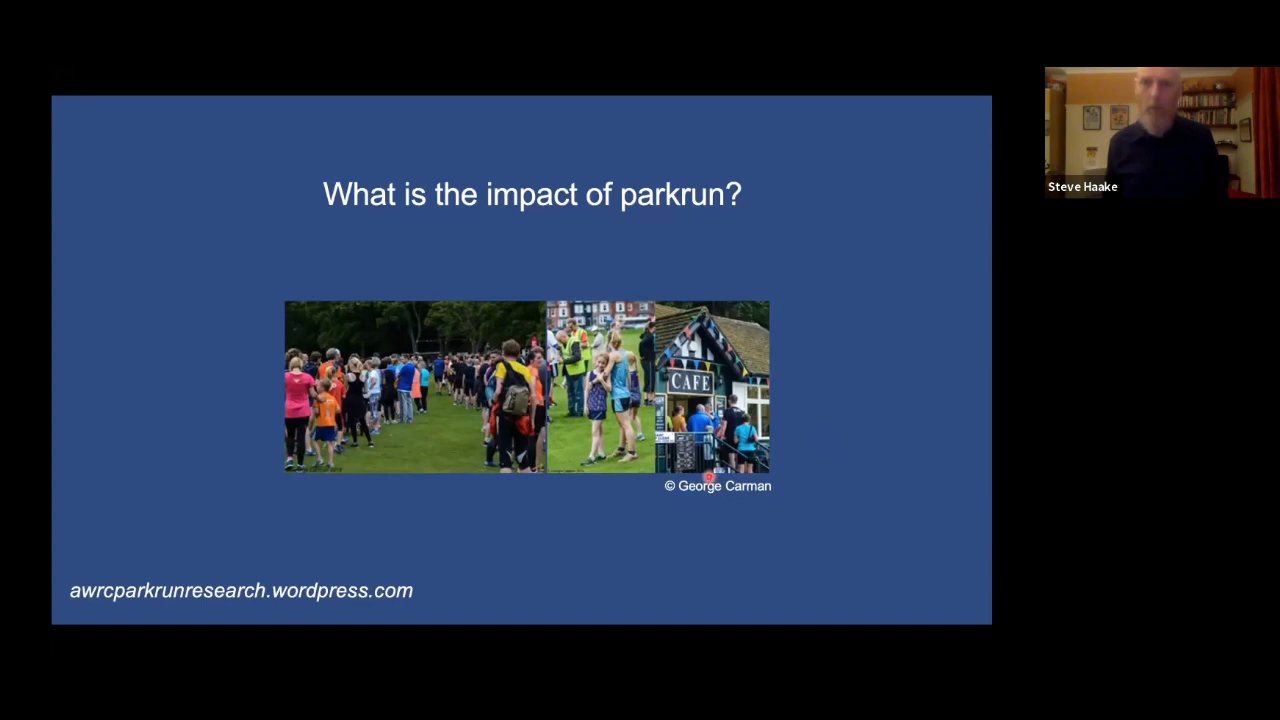 What is the impact of parkrun?
CAFE
© George Carman
awrcparkrunresearch.wordpress.com
Steve Haake